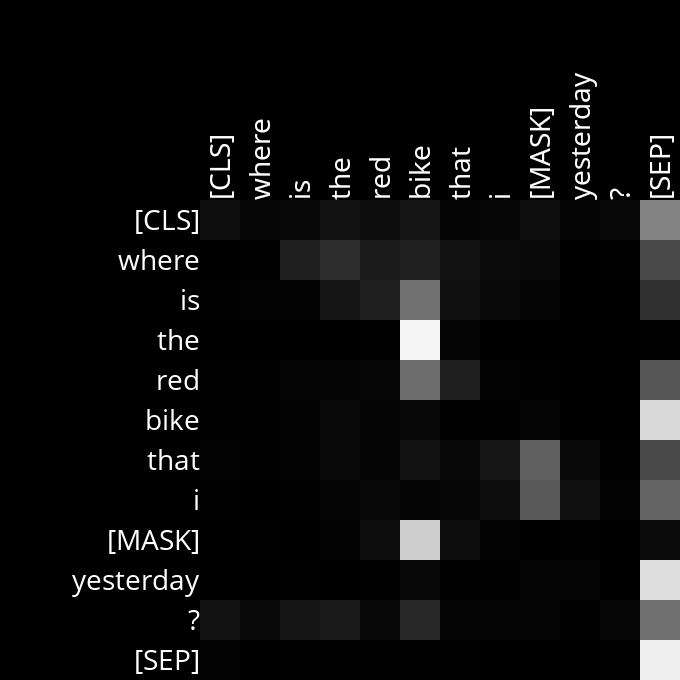 [CLS]
where
is
the
red
bike
that
i
[MASK]
yesterday
?
[SEP]
[CLS]
where
is
the
red
bike
that
i
[MASK]
yesterday
?
[SEP]